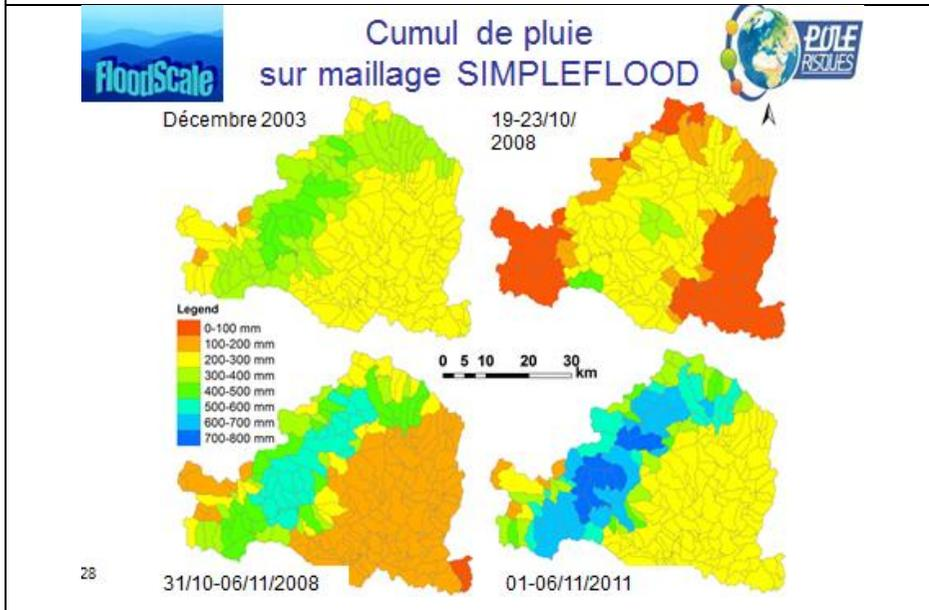 FloodScale
Cumul de pluie
sur maillage SIMPLEFLOOD
PÔLE
RISQUES
Décembre 2003
19-23/10/
2008
Legend
0-100 mm
100-200 mm
200-300 mm
300-400 mm
400-500 mm
500-600 mm
600-700 mm
700-800 mm
0 5 10 20 30
km
28
31/10-06/11/2008
01-06/11/2011